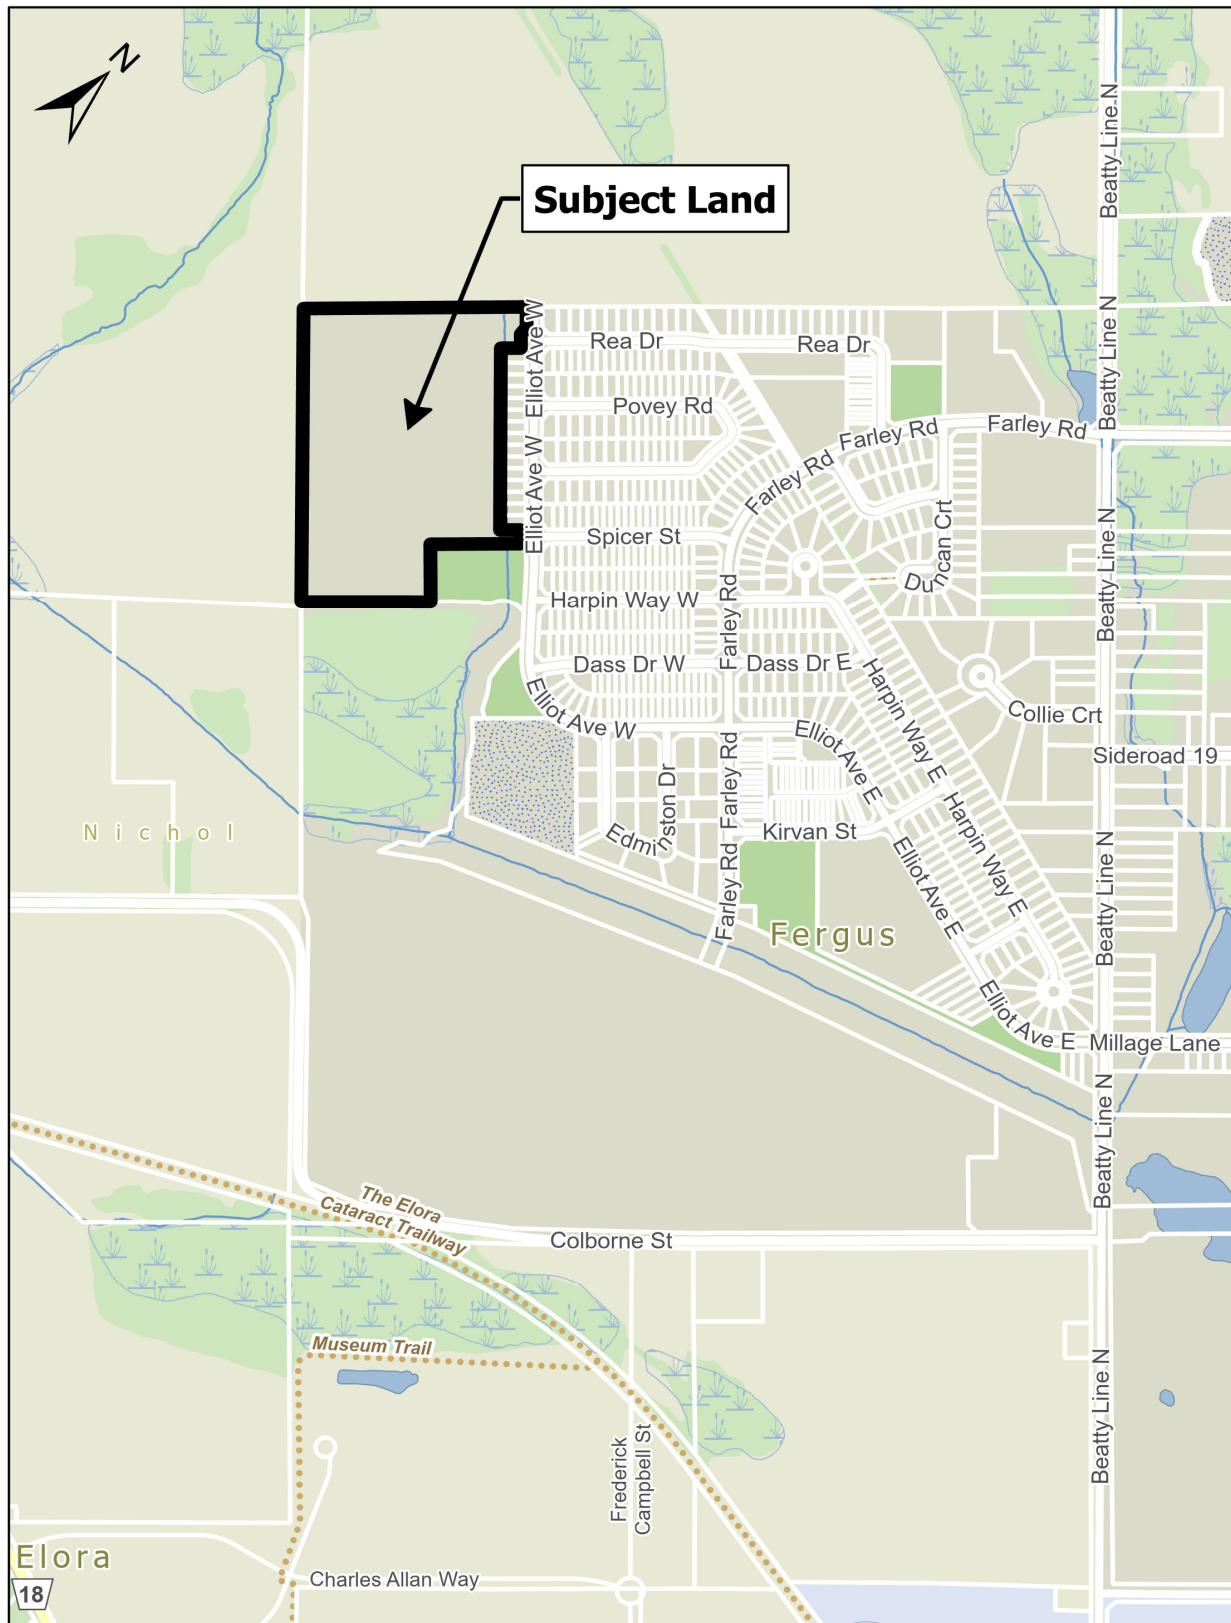 N
Beatty Line N
Subject Land
Elliot Ave W
Rea Dr
Rea Dr
Beatty Line N
Povey Rd
Farley Rd
Farley Rd
Elliot Ave W
Farley Rd
Spicer St
Duncan Crt
Beatty Line N
Harpin Way W
Farley Rd
Dass Dr W
Dass Dr E
Harpin Way E
Collie Crt
Elliot Ave W
Elliot Ave E
Sideroad 19
Farley Rd
Edminston Dr
Kirvan St
Harpin Way E
Nichol
Farley Rd
Elliot Ave E
Beatty Line N
Fergus
Elliot Ave E
Millage Lane
Beatty Line N
The Elora
Cataract Trailway
Colborne St
Museum Trail
Beatty Line N
Frederick
Campbell St
Elora
Charles Allan Way
18